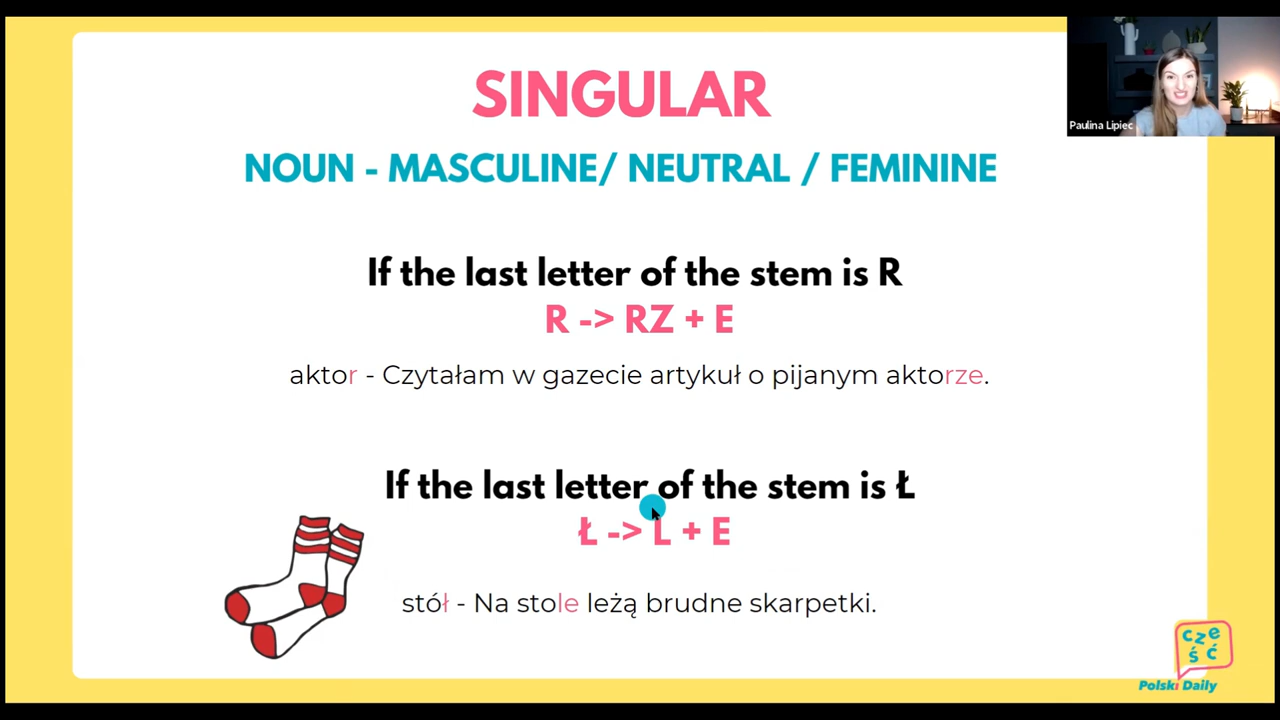 SINGULAR
Paulina Lipiec
NOUN - MASCULINE/ NEUTRAL / FEMININE
If the last letter of the stem is R
R -> RZ + E
aktor - Czytałam w gazecie artykuł o pijanym aktorze.
If the last letter of the stem is Ł
Ł -> L + E
stół - Na stole leżą brudne skarpetki.
cze
ść
Polski Daily